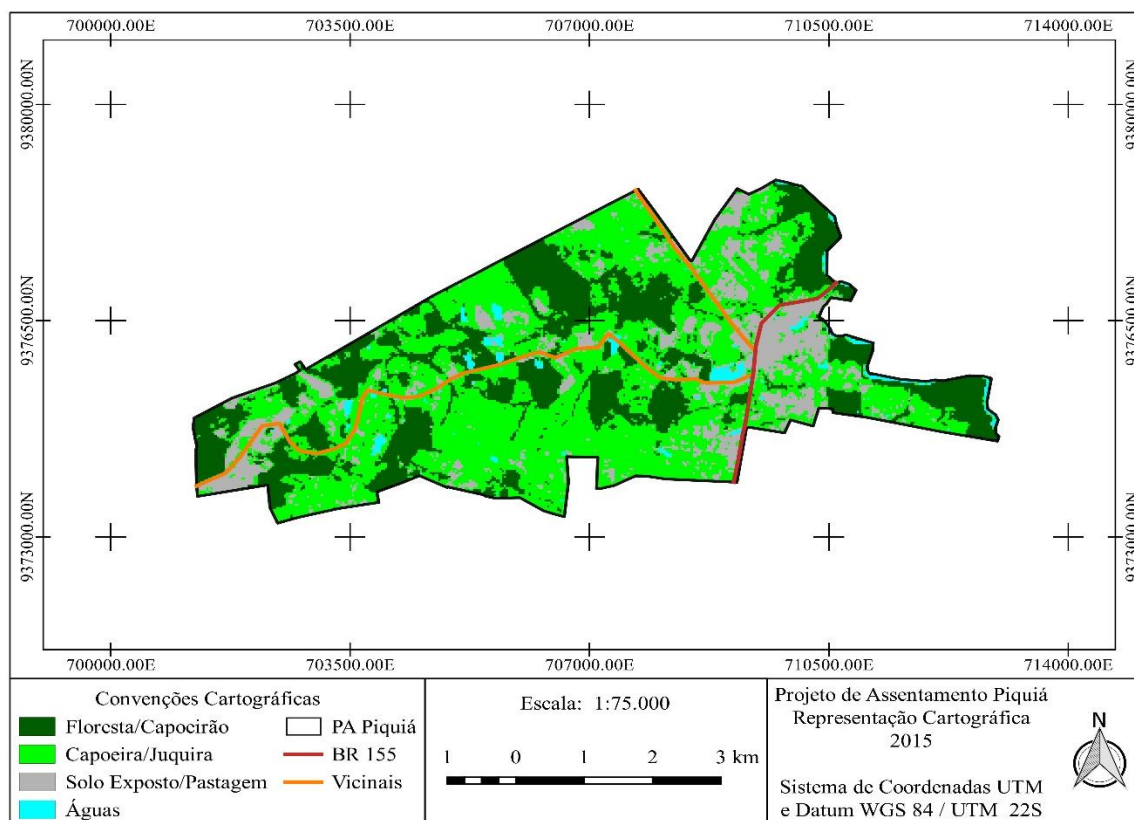 700000.00E 703500.00E 707000.00E 710500.00E 714000.00E
9380000.00N 9380000.00N
9376500.00N 9376500.00N
9373000.00N 9373000.00N
700000.00E 703500.00E 707000.00E 710500.00E 714000.00E
Convenções Cartográficas
Floresta/Capoeirão
Capoeira/Juquira
Solo Exposto/Pastagem
Águas
PA Piquiá
BR 155
Vicinais
Escala: 1:75.000
1 0 1 2 3 km
Projeto de Assentamento Piquiá
Representação Cartográfica
2015
Sistema de Coordenadas UTM
e Datum WGS 84 / UTM 22S
N